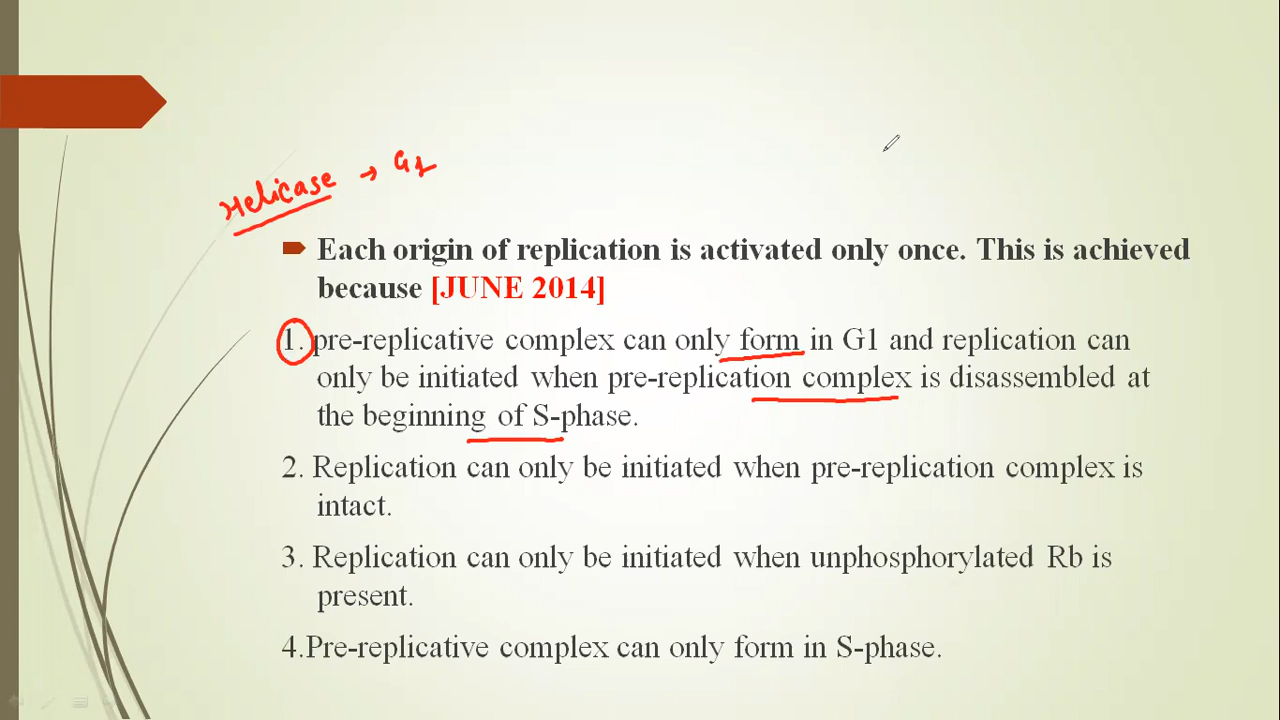 Helicase → G1
Each origin of replication is activated only once. This is achieved
because [JUNE 2014]
1. pre-replicative complex can only form in G1 and replication can
only be initiated when pre-replication complex is disassembled at
the beginning of S-phase.
2. Replication can only be initiated when pre-replication complex is
intact.
3. Replication can only be initiated when unphosphorylated Rb is
present.
4.Pre-replicative complex can only form in S-phase.